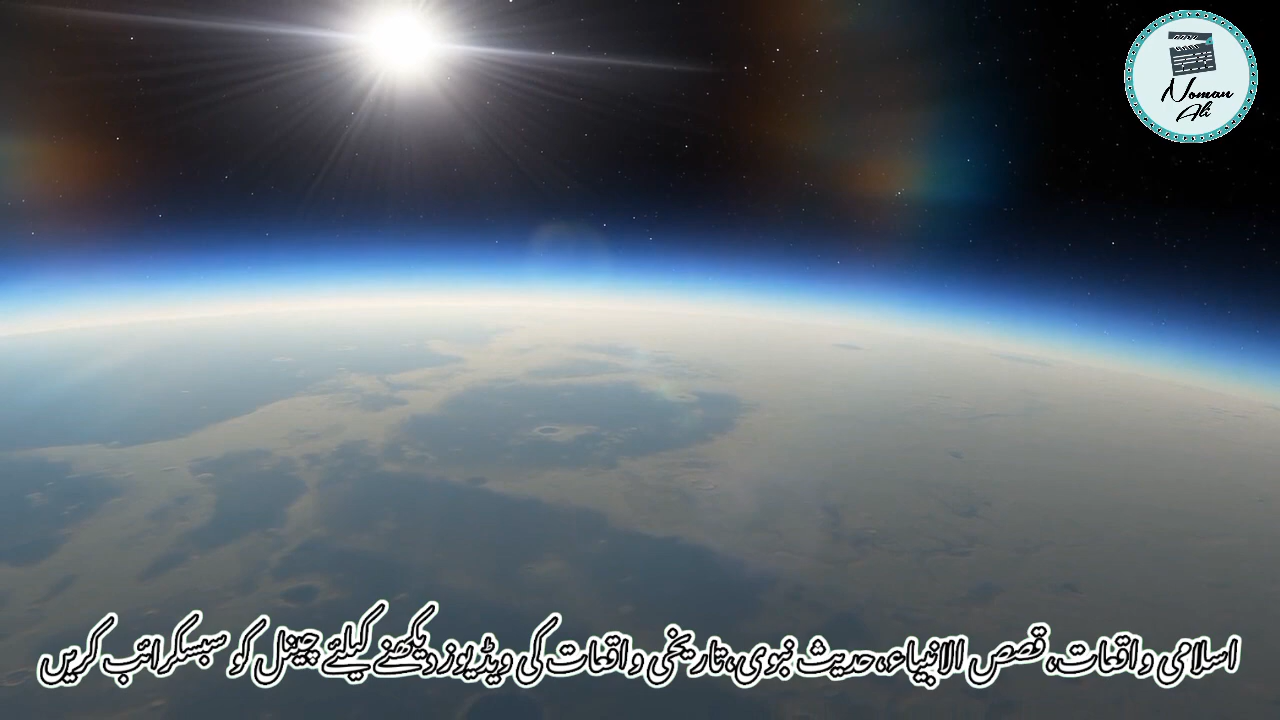 Noman
Ali
اسلامی واقعات، قصص الانبیاء، حدیث نبوی، تاریخی واقعات کی ویڈیوز دیکھنے کیلئے چینل کو سبسکرائب کریں